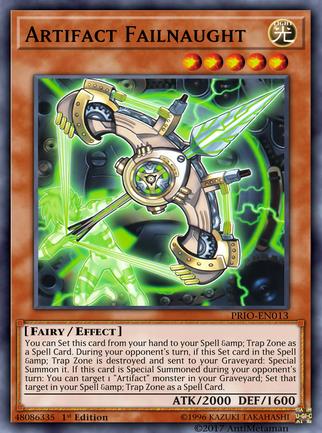 ARTIFACT FAILNAUGHT
LIGHT
光
PRIO-EN013
[ FAIRY / EFFECT ]
You can Set this card from your hand to your Spell &amp; Trap Zone as
a Spell Card. During your opponent's turn, if this Set card in the Spell
&amp; Trap Zone is destroyed and sent to your Graveyard: Special
Summon it. If this card is Special Summoned during your opponent's
turn: You can target 1 "Artifact" monster in your Graveyard; Set that
target in your Spell &amp; Trap Zone as a Spell Card.
ATK/2000 DEF/1600
48086335 1st Edition ©1996 KAZUKI TAKAHASHI
©2017 AntiMetaman